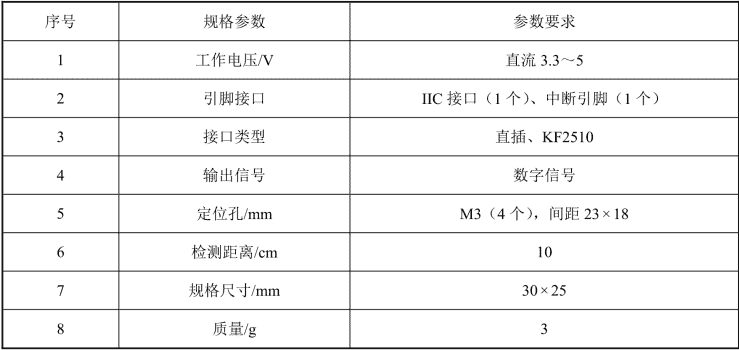 序号 规格参数 参数要求
1 工作电压/V 直流 3.3～5
2 引脚接口 IIC 接口（1 个）、中断引脚（1 个）
3 接口类型 直插、KF2510
4 输出信号 数字信号
5 定位孔/mm M3（4 个），间距 23×18
6 检测距离/cm 10
7 规格尺寸/mm 30×25
8 质量/g 3